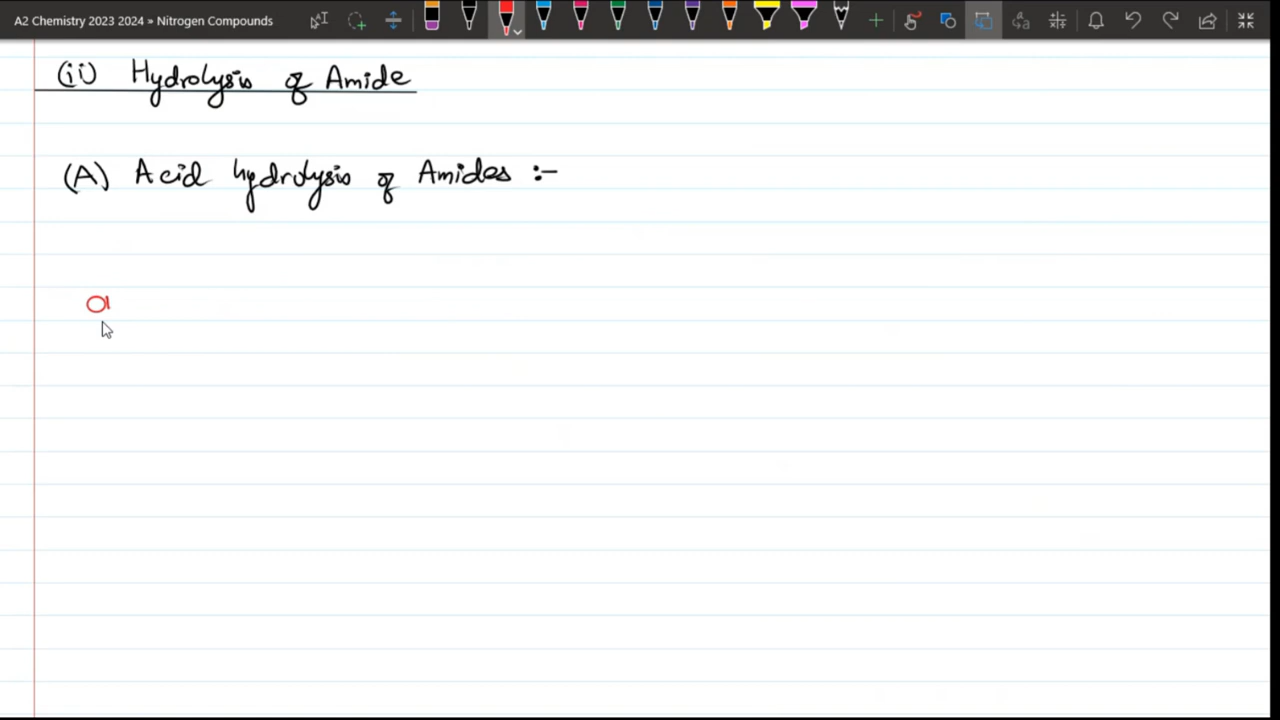 A2 Chemistry 2023 2024 » Nitrogen Compounds
(ii) Hydrolysis of Amide
(A) Acid hydrolysis of Amides :-